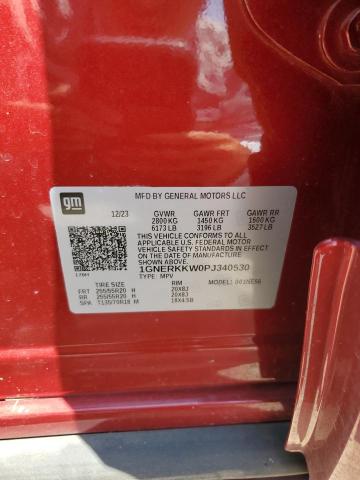 MFD BY GENERAL MOTORS LLC
gm
12/23 GVWR GAWR FRT GAWR RR
2800 KG 1450 KG 1600 KG
6173 LB 3196 LB 3527 LB
THIS VEHICLE CONFORMS TO ALL
APPLICABLE U.S. FEDERAL MOTOR
VEHICLE SAFETY STANDARDS IN EFFECT
ON THE DATE OF MANUFACTURE SHOWN ABOVE.
1GNERKKW0PJ340530
TYPE: MPV
TIRE SIZE RIM MODEL:
FRT 255/55R20 H 20X8J
RR 255/55R20 H 20X8J
SPA T135/70R18 M 18X4.5B